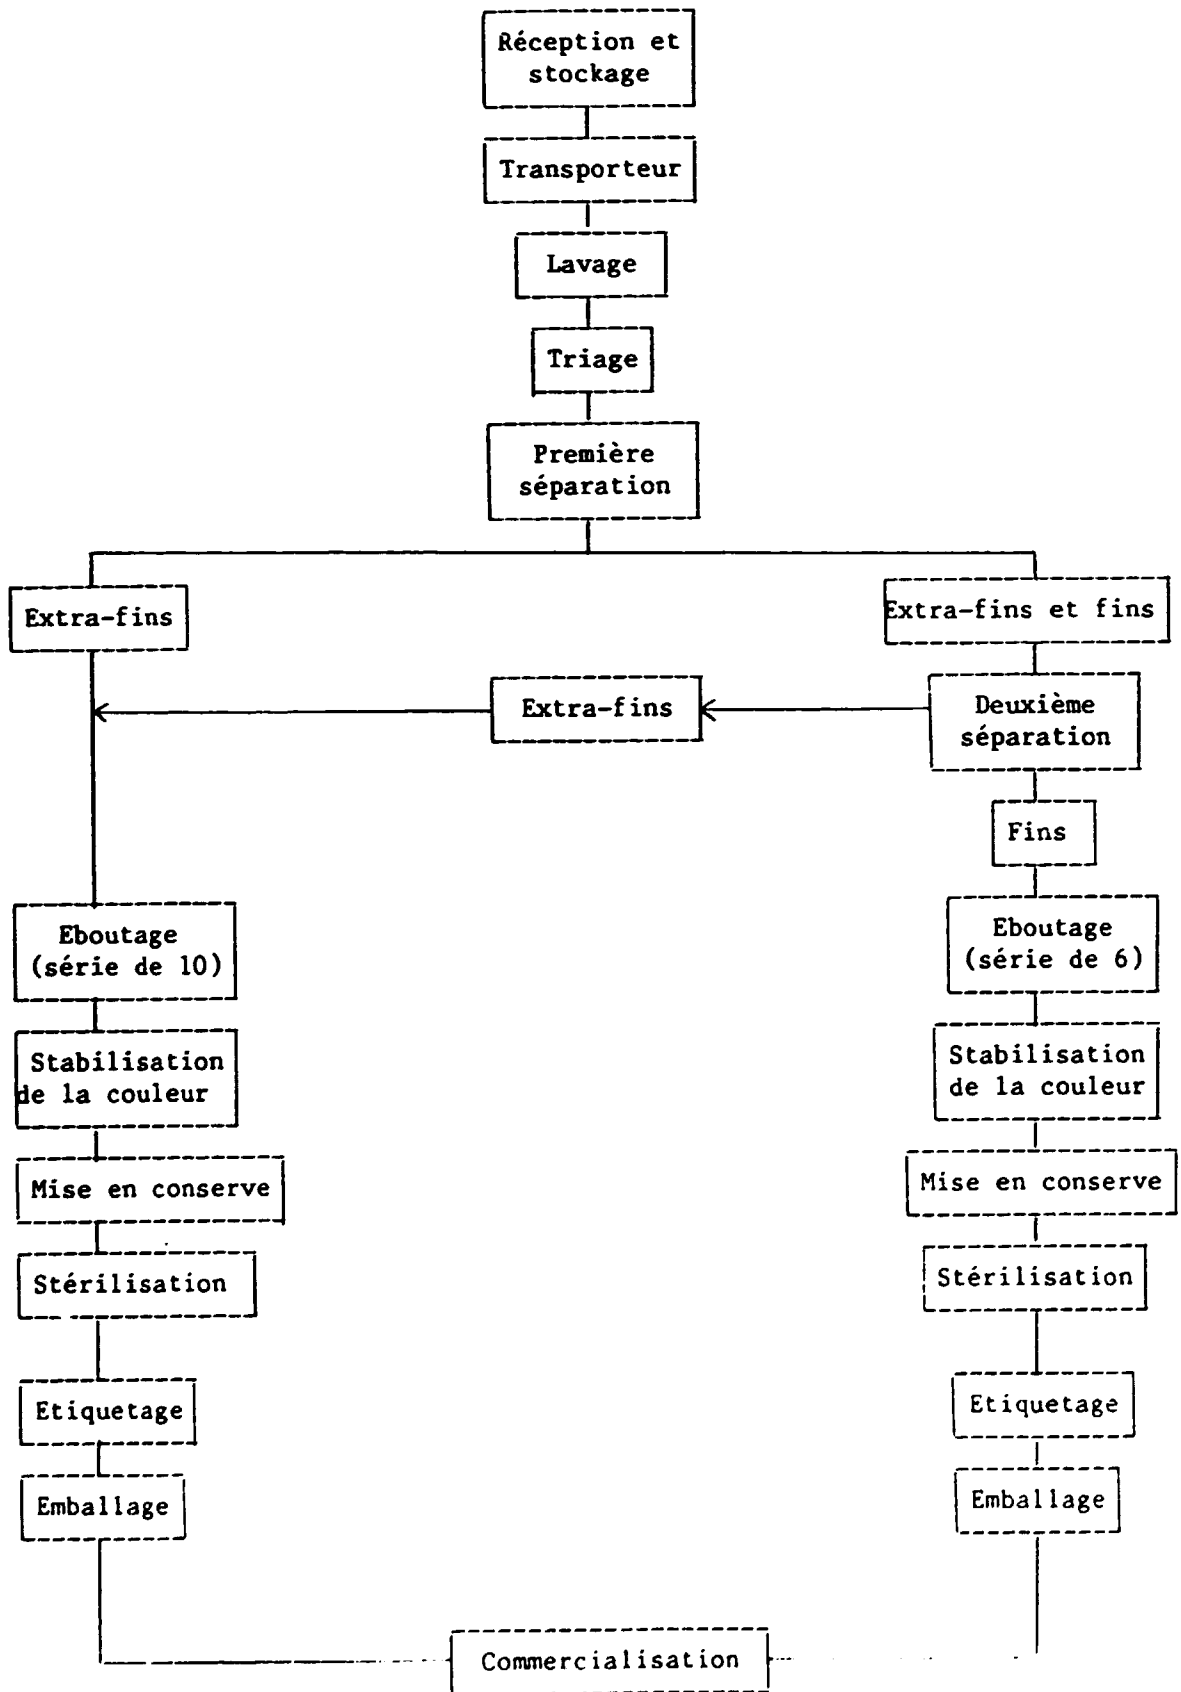 Réception et
stockage
Transporteur
Lavage
Triage
Première
séparation
Extra-fins
Extra-fins et fins
Extra-fins
Deuxième
séparation
Fins
Eboutage
(série de 10)
Eboutage
(série de 6)
Stabilisation
de la couleur
Stabilisation
de la couleur
Mise en conserve
Mise en conserve
Stérilisation
Stérilisation
Etiquetage
Etiquetage
Emballage
Emballage
Commercialisation